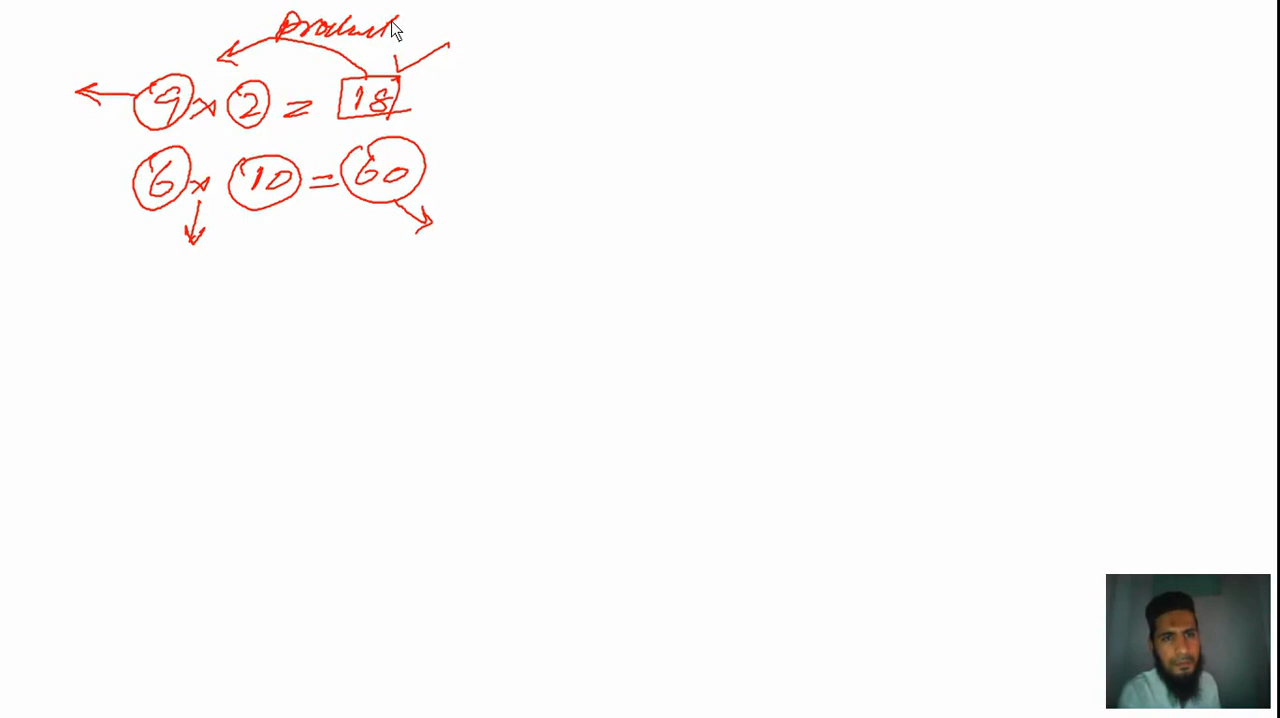 Product
9 × 2 = 18
6 × 10 = 60